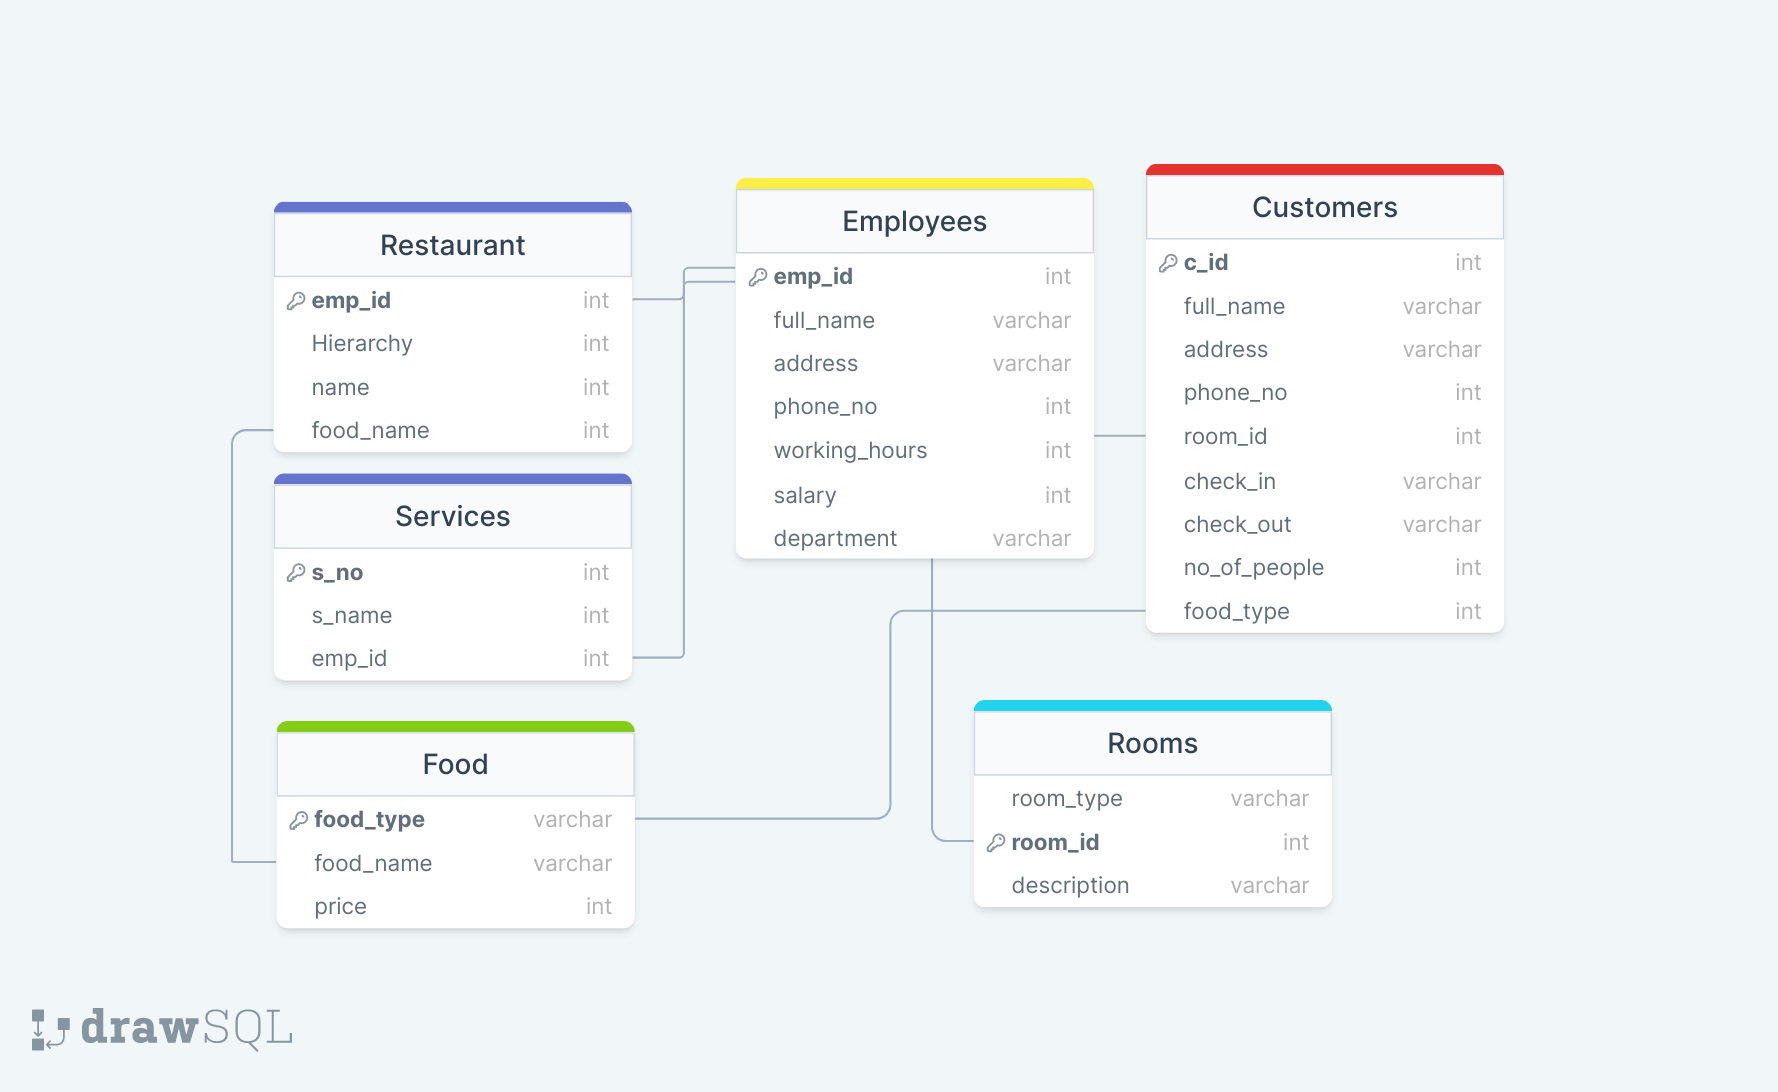 Restaurant
emp_id int
Hierarchy int
name int
food_name int
Services
s_no int
s_name int
emp_id int
Food
food_type varchar
food_name varchar
price int
Employees
emp_id int
full_name varchar
address varchar
phone_no int
working_hours int
salary int
department varchar
Customers
c_id int
full_name varchar
address varchar
phone_no int
room_id int
check_in varchar
check_out varchar
no_of_people int
food_type int
Rooms
room_type varchar
room_id int
description varchar
drawSQL